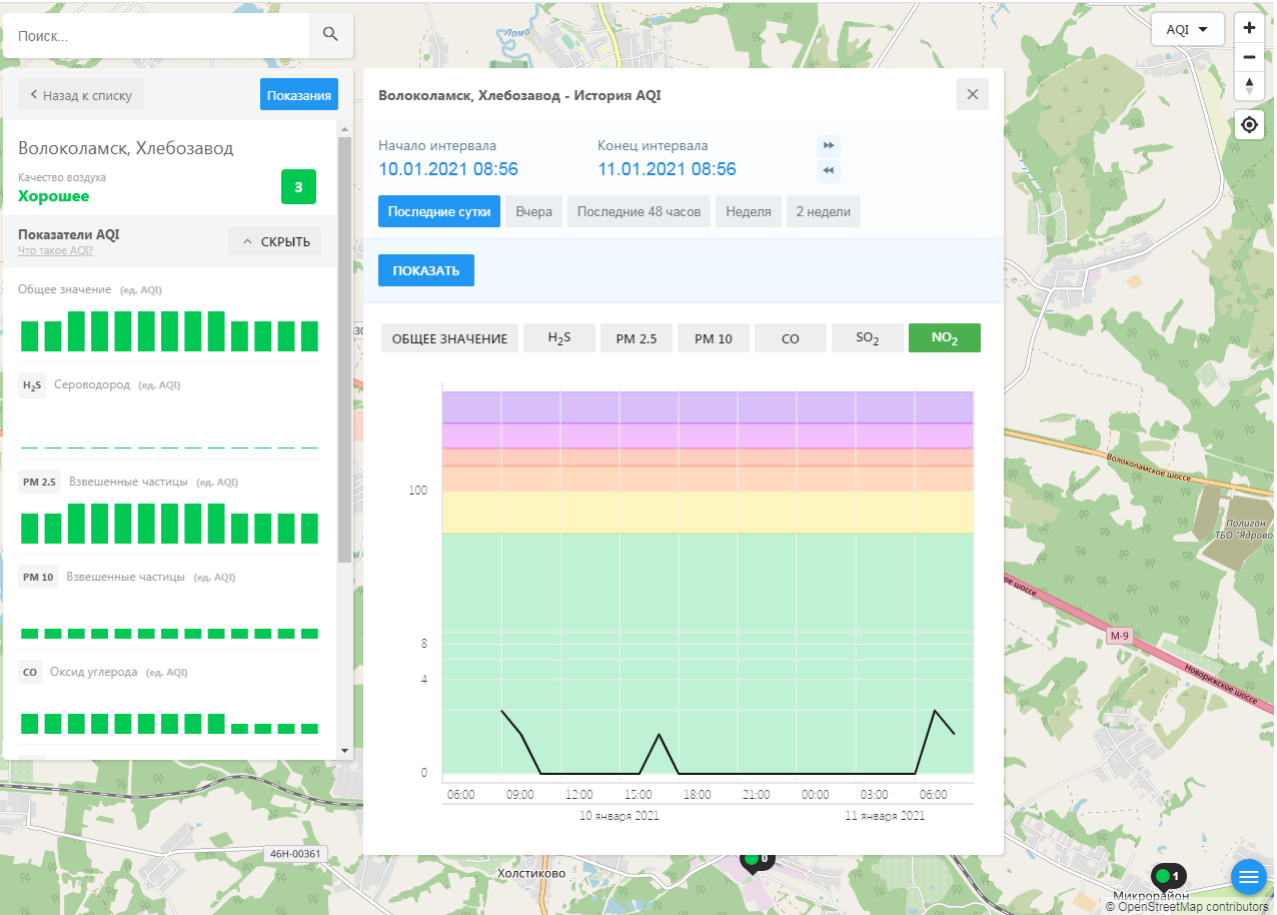 Поиск...
Лома
AQI
Назад к списку
Показания
Волоколамск, Хлебозавод
Качество воздуха
Хорошее
3
Показатели AQI
Что такое AQI?
СКРЫТЬ
Общее значение (ед. AQI)
H₂S Сероводород (ед. AQI)
PM 2.5 Взвешенные частицы (ед. AQI)
PM 10 Взвешенные частицы (ед. AQI)
CO Оксид углерода (ед. AQI)
Волоколамск, Хлебозавод - История AQI
Начало интервала
10.01.2021 08:56
Конец интервала
11.01.2021 08:56
Последние сутки
Вчера
Последние 48 часов
Неделя
2 недели
ПОКАЗАТЬ
ОБЩЕЕ ЗНАЧЕНИЕ
H₂S
PM 2.5
PM 10
CO
SO₂
NO₂
100
8
4
0
06:00 09:00 12:00 15:00 18:00 21:00 00:00 03:00 06:00
10 января 2021 11 января 2021
Волоколамское шоссе
Полигон
ТБО "Ядрово
мское шоссе
М-9
Новорижское шоссе
46Н-00361
0
Холстиково
1
Микрорайон
© OpenStreetMap contributors